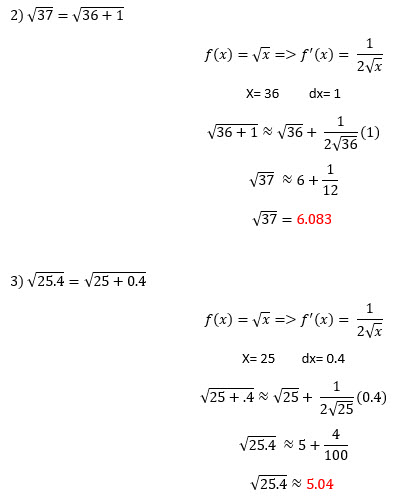 2) √37 = √(36 + 1)
f(x) = √x => f'(x) = 1/(2√x)
X= 36 dx= 1
√(36 + 1) ≈ √36 + 1/(2√36) (1)
√37 ≈ 6 + 1/12
√37 = 6.083
3) √25.4 = √(25 + 0.4)
f(x) = √x => f'(x) = 1/(2√x)
X= 25 dx= 0.4
√(25 + .4) ≈ √25 + 1/(2√25) (0.4)
√25.4 ≈ 5 + 4/100
√25.4 ≈ 5.04